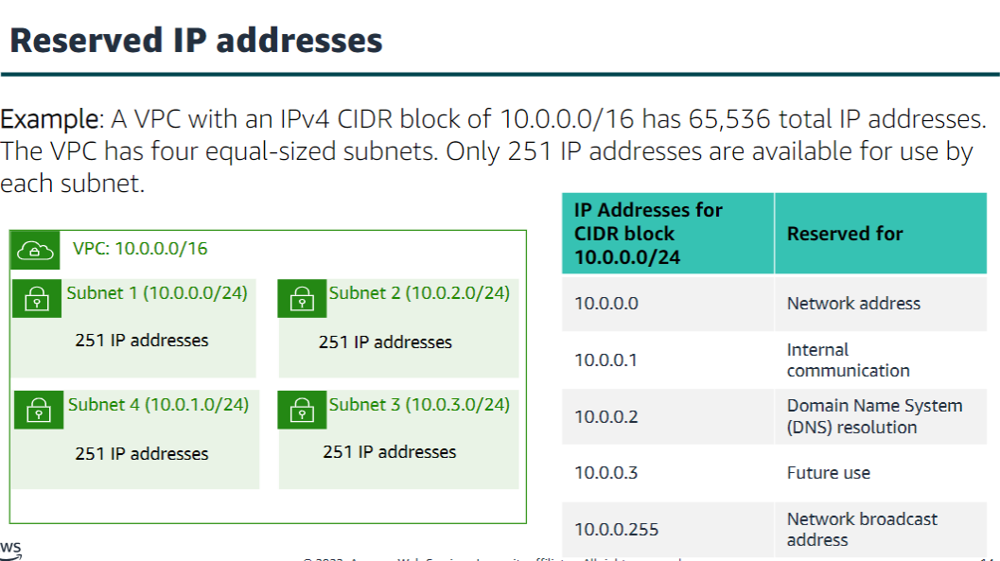 Reserved IP addresses
Example: A VPC with an IPv4 CIDR block of 10.0.0.0/16 has 65,536 total IP addresses.
The VPC has four equal-sized subnets. Only 251 IP addresses are available for use by
each subnet.
VPC: 10.0.0.0/16
Subnet 1 (10.0.0.0/24)
251 IP addresses
Subnet 2 (10.0.2.0/24)
251 IP addresses
Subnet 4 (10.0.1.0/24)
251 IP addresses
Subnet 3 (10.0.3.0/24)
251 IP addresses
IP Addresses for
CIDR block
10.0.0.0/24
Reserved for
10.0.0.0
Network address
10.0.0.1
Internal
communication
10.0.0.2
Domain Name System
(DNS) resolution
10.0.0.3
Future use
10.0.0.255
Network broadcast
address
ws